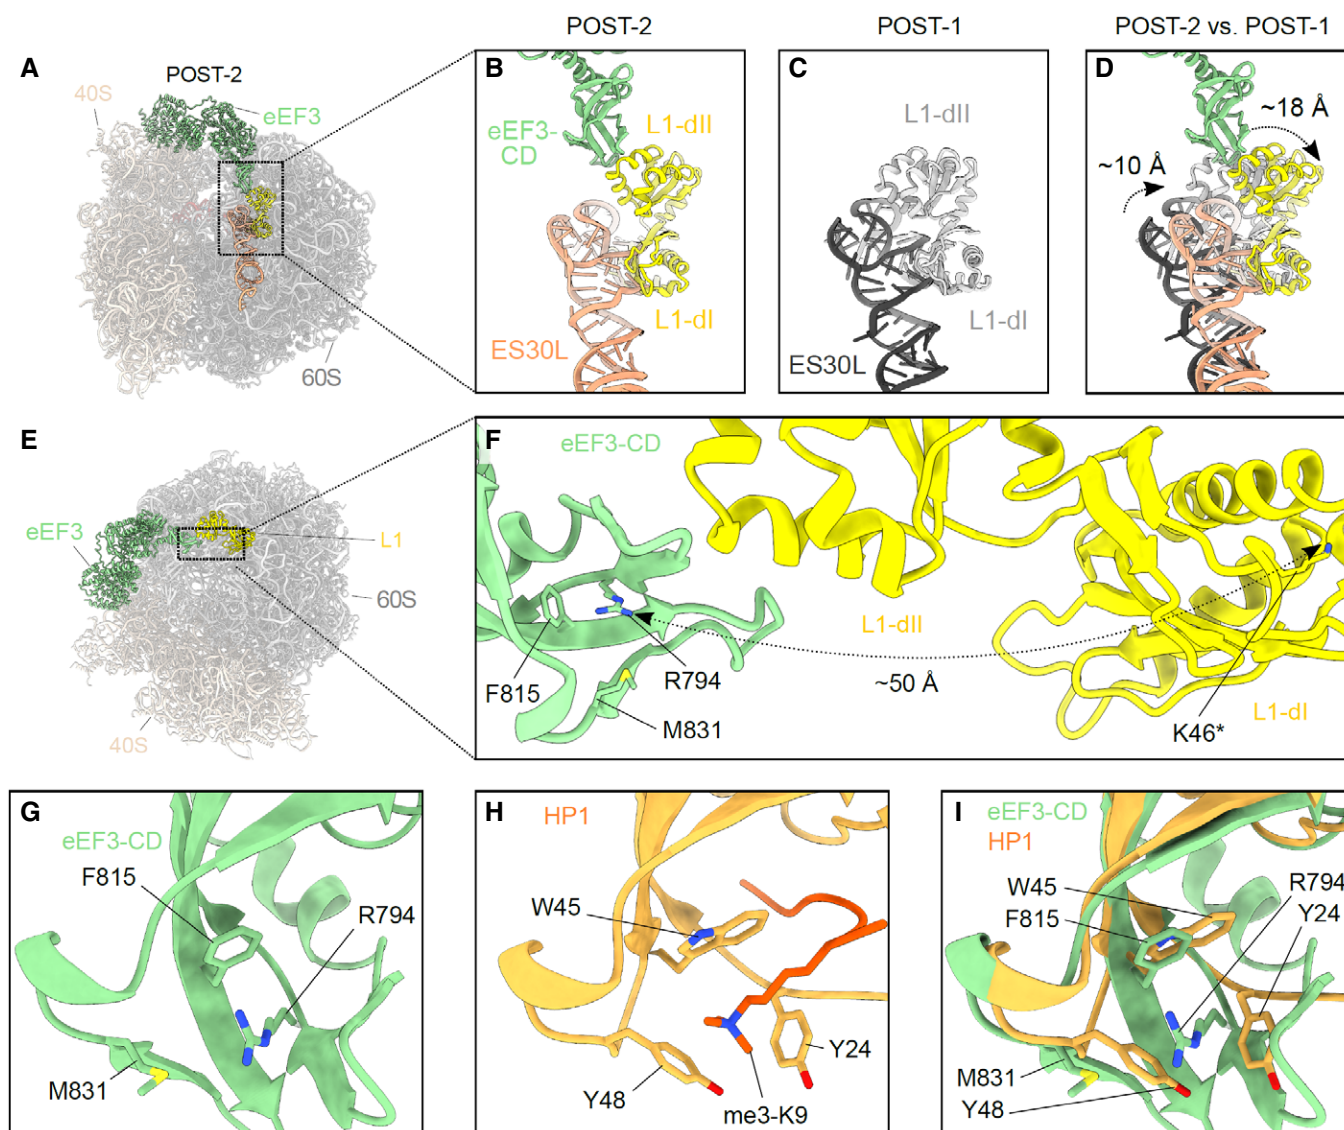 POST-2
POST-1
POST-2 vs. POST-1
A
POST-2
40S
eEF3
60S
B
eEF3-
CD
L1-dII
L1-dI
ES30L
C
L1-dII
L1-dI
ES30L
D
~18 Å
~10 Å
E
eEF3
L1
60S
40S
F
eEF3-CD
F815
R794
M831
L1-dII
~50 Å
K46*
L1-dI
G
eEF3-CD
F815
R794
M831
H
HP1
W45
Y24
Y48
me3-K9
I
eEF3-CD
HP1
W45
F815
R794
Y24
M831
Y48